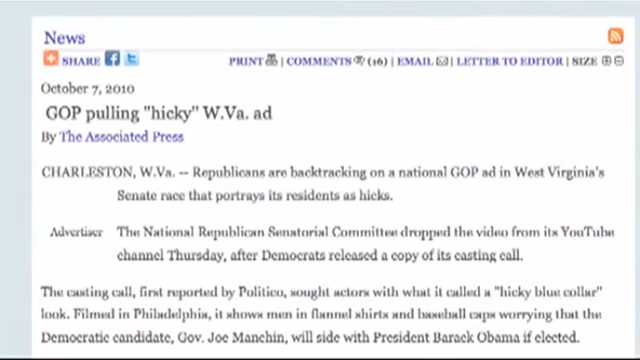 News
SHARE
PRINT | COMMENTS (16) | EMAIL | LETTER TO EDITOR | SIZE
October 7, 2010
GOP pulling "hicky" W.Va. ad
By The Associated Press
CHARLESTON, W.Va. -- Republicans are backtracking on a national GOP ad in West Virginia's
Senate race that portrays its residents as hicks.
Advertiser The National Republican Senatorial Committee dropped the video from its YouTube
channel Thursday, after Democrats released a copy of its casting call.
The casting call, first reported by Politico, sought actors with what it called a "hicky blue collar"
look. Filmed in Philadelphia, it shows men in flannel shirts and baseball caps worrying that the
Democratic candidate, Gov. Joe Manchin, will side with President Barack Obama if elected.